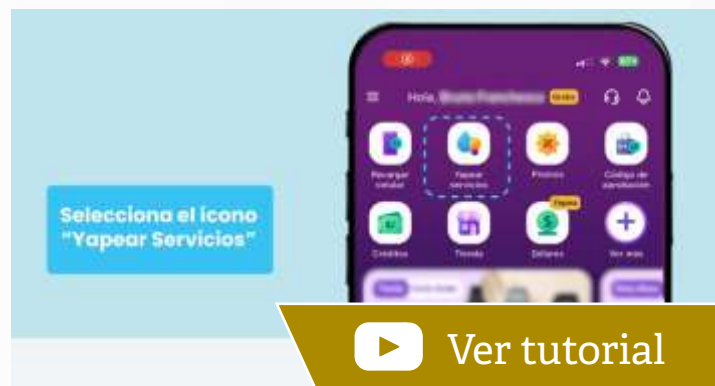 Hola,
Gratis
Recargar
celular
Yapear
servicios
Promos
Código de
aprobación
Selecciona el ícono
"Yapear Servicios"
Créditos
Tienda
Dólares
Ver más
Ver tutorial